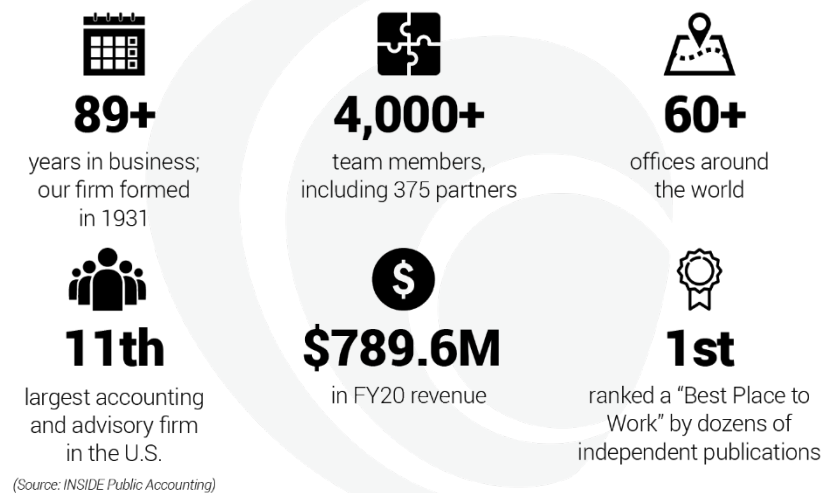 89+
years in business;
our firm formed
in 1931
4,000+
team members,
including 375 partners
60+
offices around
the world
11th
largest accounting
and advisory firm
in the U.S.
(Source: INSIDE Public Accounting)
$789.6M
in FY20 revenue
1st
ranked a “Best Place to
Work” by dozens of
independent publications